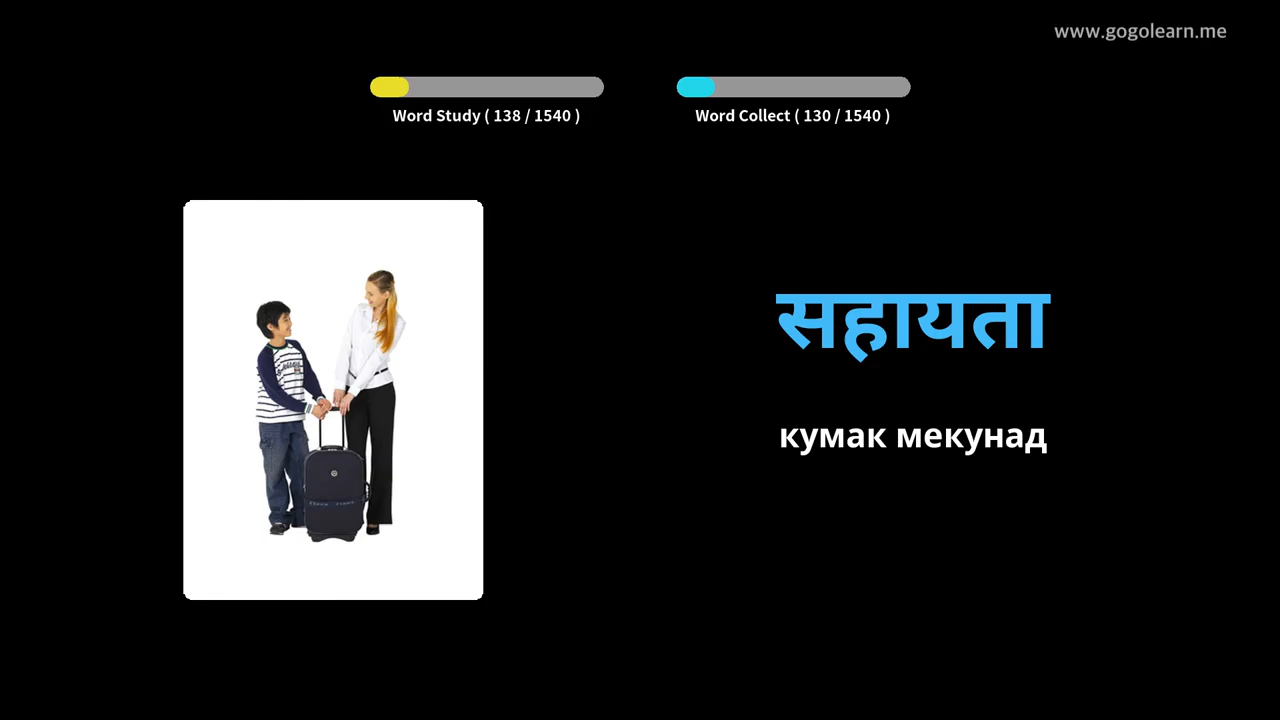 www.gogolearn.me
Word Study ( 138 / 1540 )
Word Collect ( 130 / 1540 )
सहायता
кумак мекунад